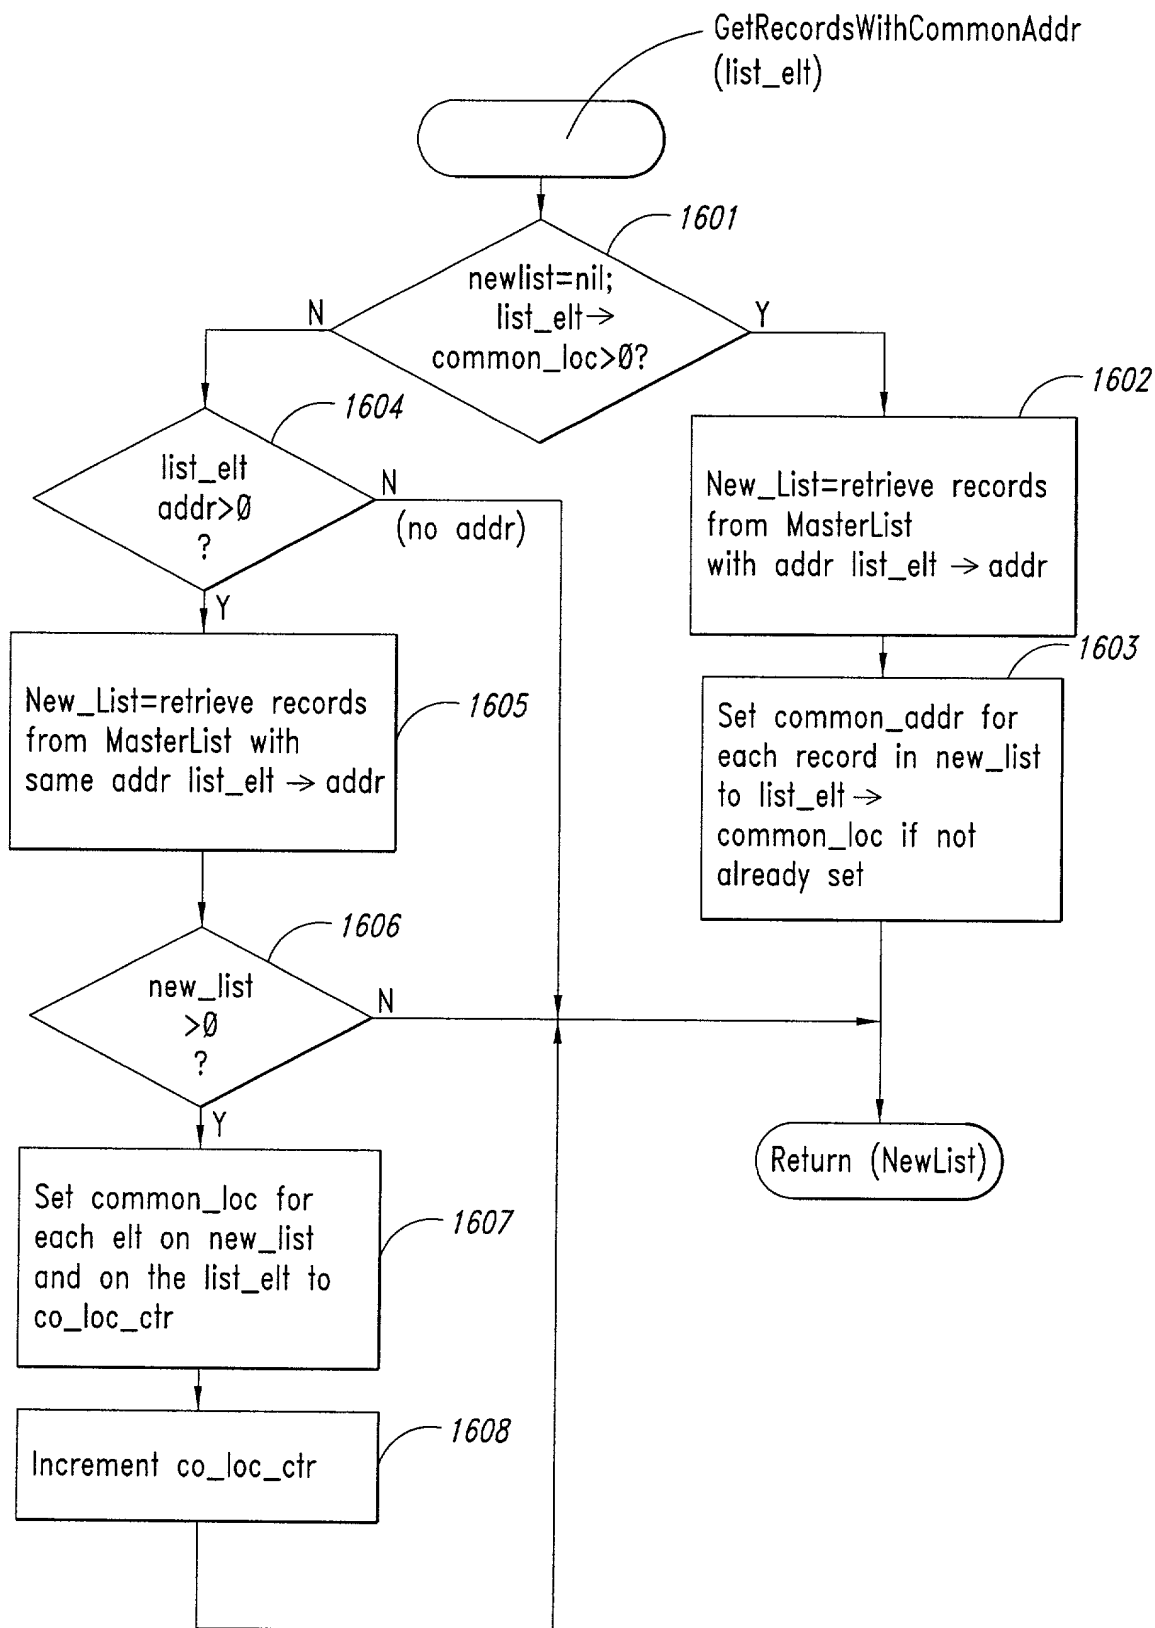 GetRecordsWithCommonAddr
(list_elt)
1601
newlist=nil;
list_elt→
common_loc>Ø?
N
Y
1602
New_List=retrieve records
from MasterList
with addr list_elt → addr
1603
Set common_addr for
each record in new_list
to list_elt→
common_loc if not
already set
1604
list_elt
addr>Ø
?
N
(no addr)
Y
1605
New_List=retrieve records
from MasterList with
same addr list_elt → addr
1606
new_list
>Ø
?
N
Y
Return (NewList)
1607
Set common_loc for
each elt on new_list
and on the list_elt to
co_loc_ctr
1608
Increment co_loc_ctr